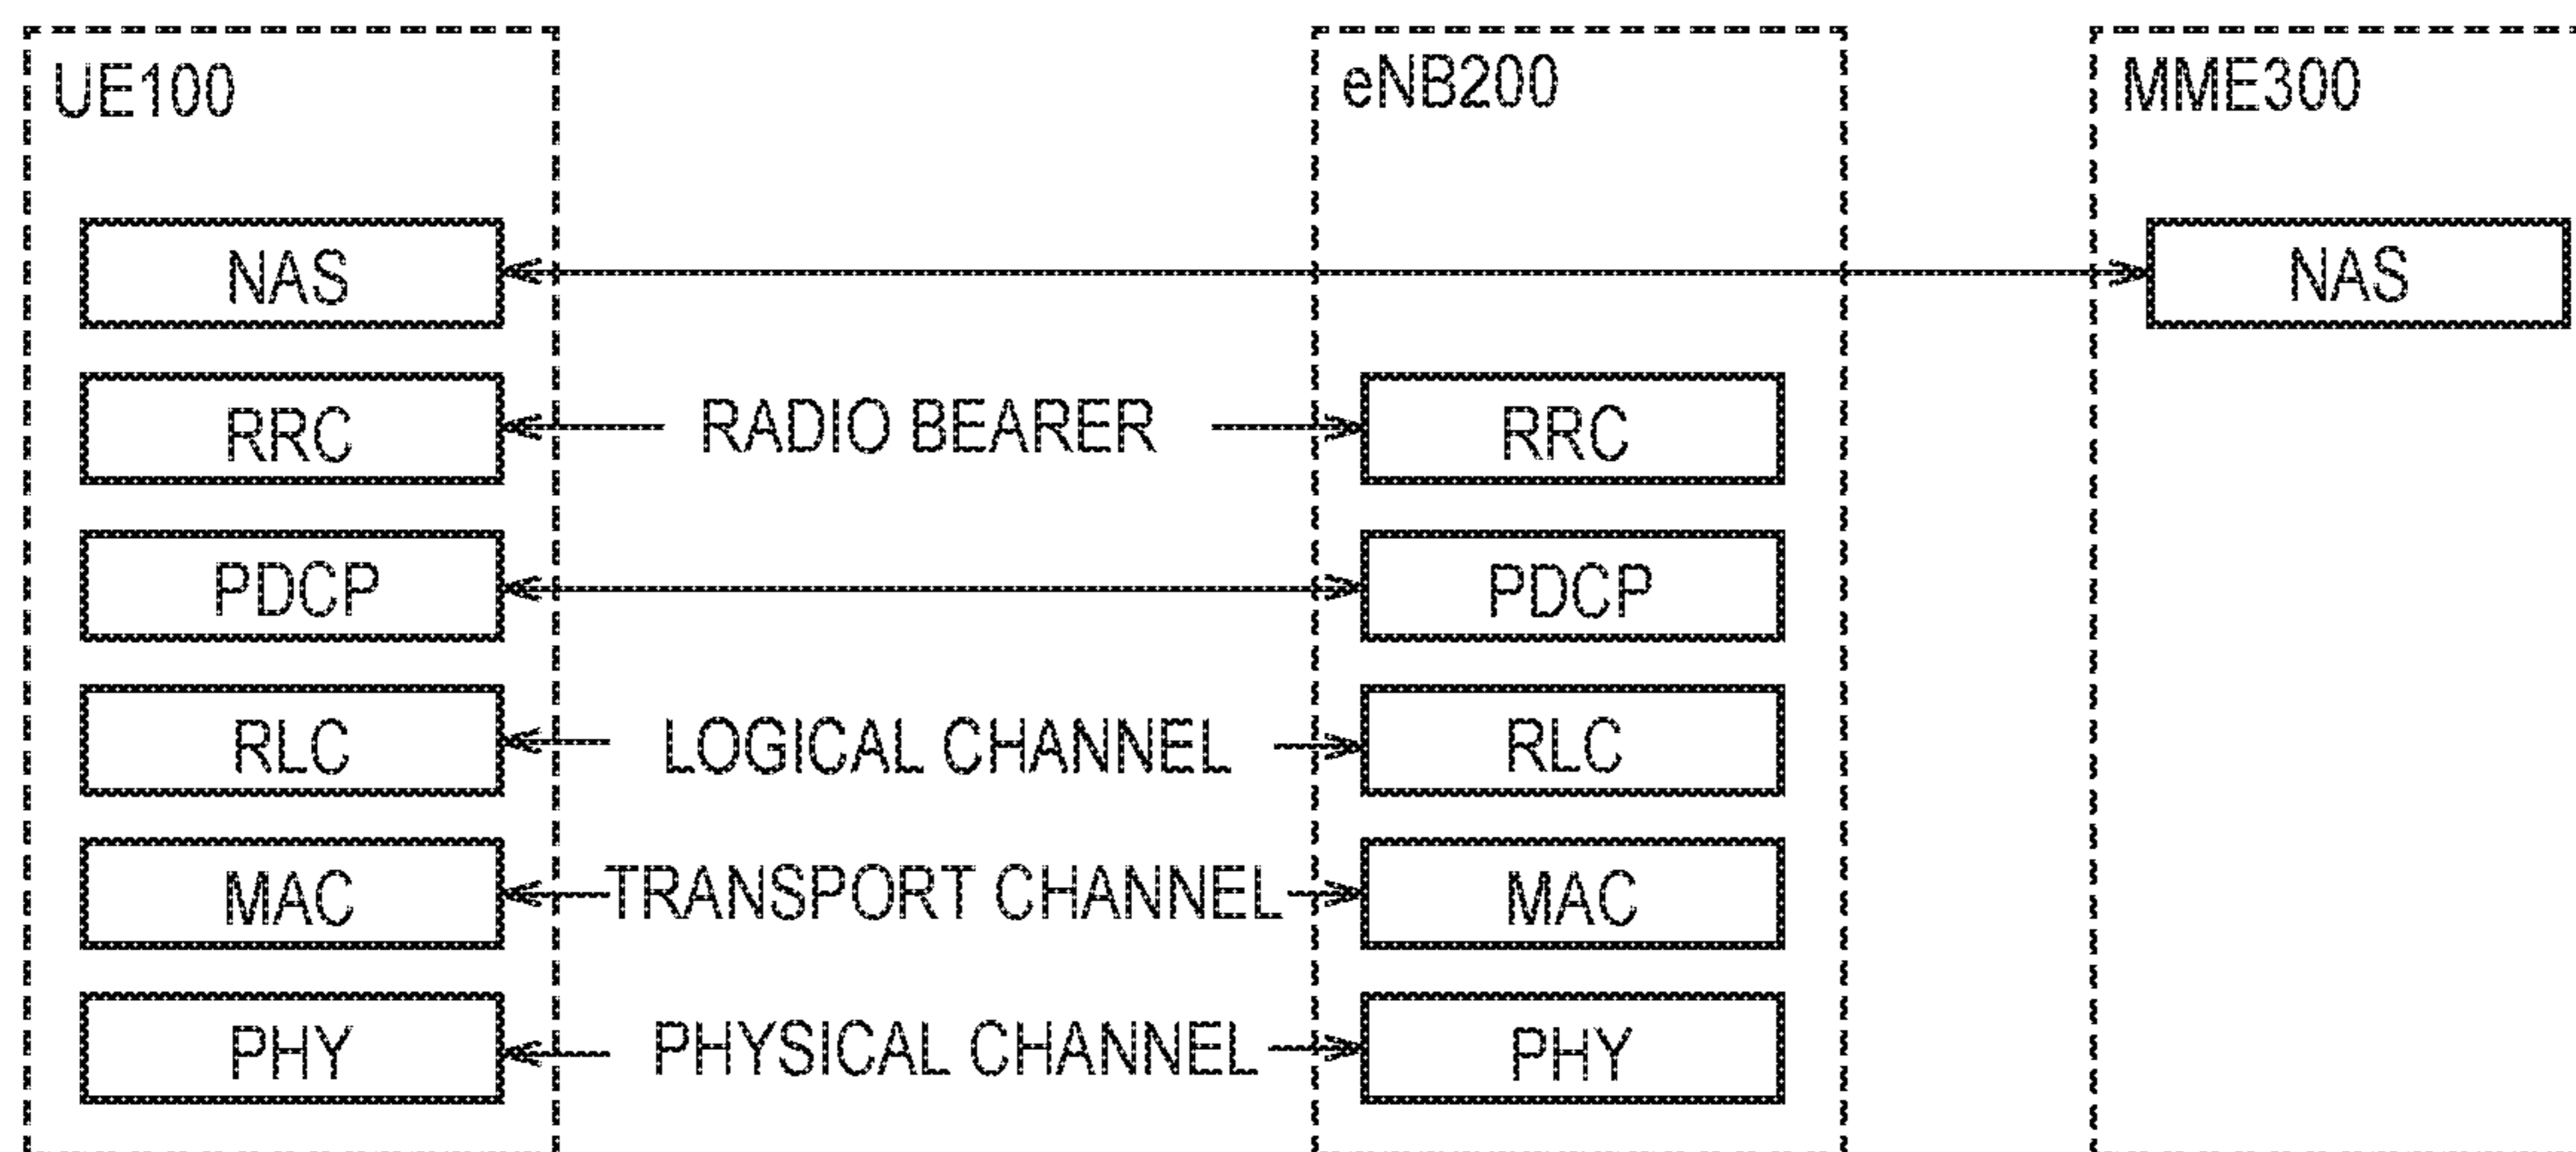 UE100 eNB200 MME300
NAS NAS
RRC RADIO BEARER RRC
PDCP PDCP
RLC LOGICAL CHANNEL RLC
MAC TRANSPORT CHANNEL MAC
PHY PHYSICAL CHANNEL PHY